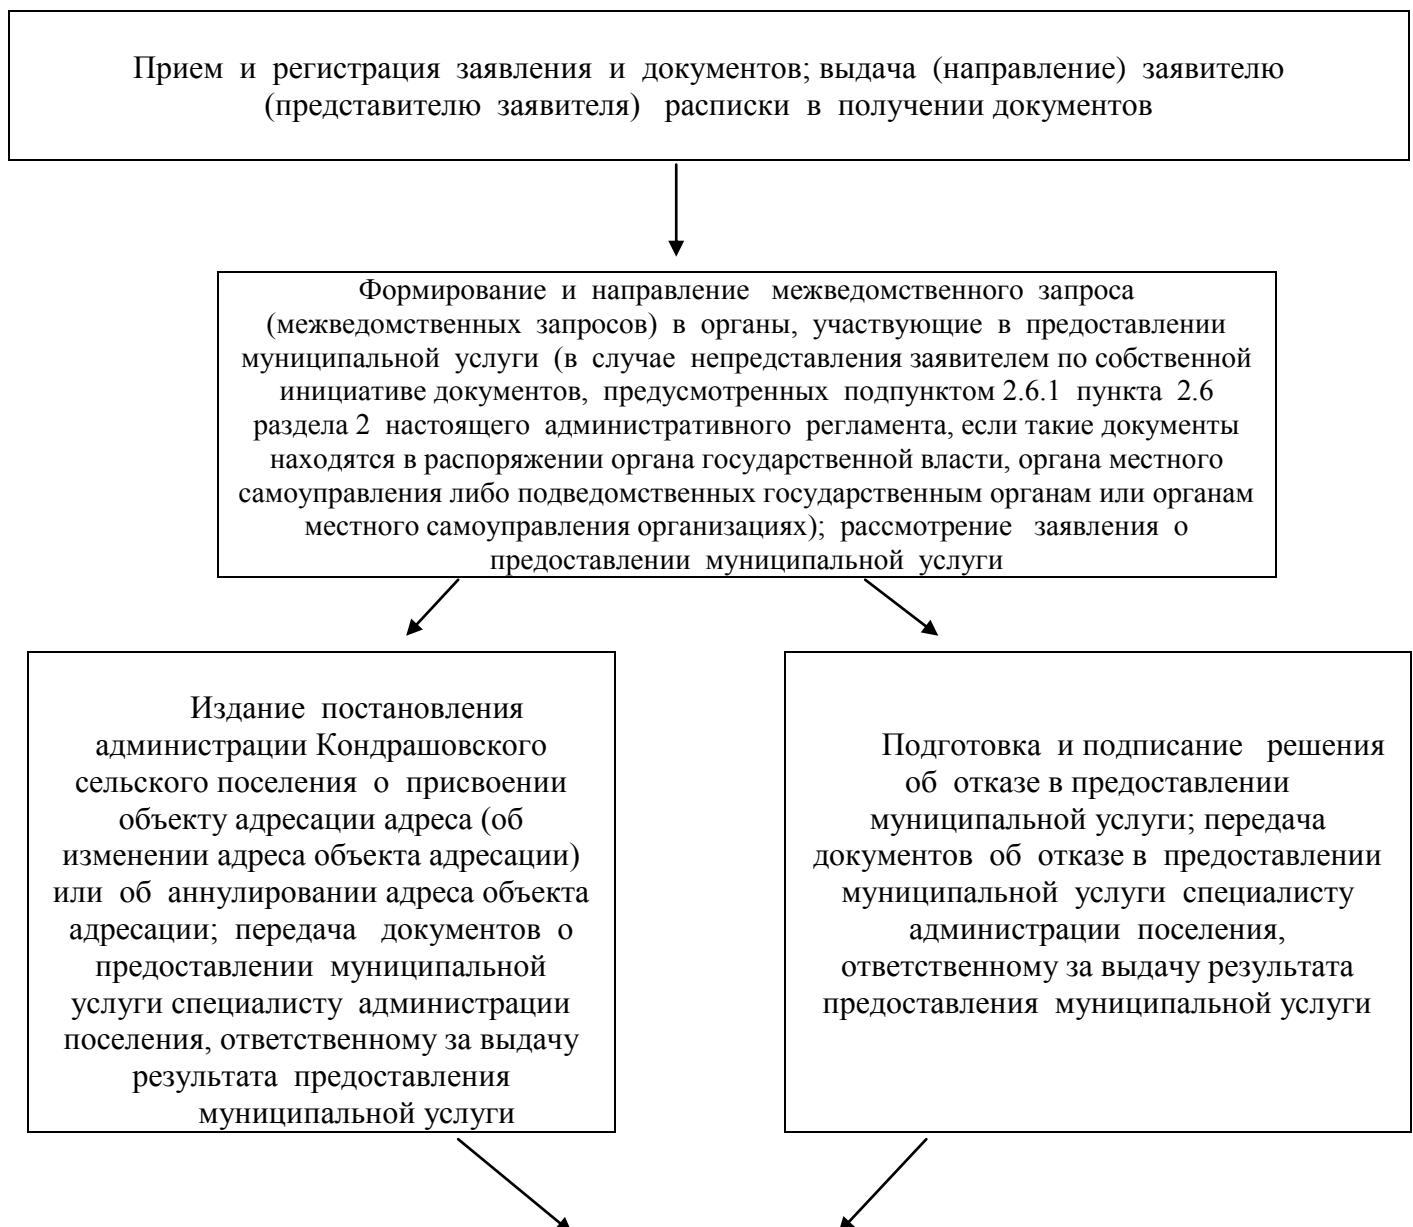 Прием и регистрация заявления и документов; выдача (направление) заявителю
(представителю заявителя) расписки в получении документов
Формирование и направление межведомственного запроса
(межведомственных запросов) в органы, участвующие в предоставлении
муниципальной услуги (в случае непредставления заявителем по собственной
инициативе документов, предусмотренных подпунктом 2.6.1 пункта 2.6
раздела 2 настоящего административного регламента, если такие документы
находятся в распоряжении органа государственной власти, органа местного
самоуправления либо подведомственных государственным органам или органам
местного самоуправления организациях); рассмотрение заявления о
предоставлении муниципальной услуги
Издание постановления
администрации Кондрашовского
сельского поселения о присвоении
объекту адресации адреса (об
изменении адреса объекта адресации)
или об аннулировании адреса объекта
адресации; передача документов о
предоставлении муниципальной
услуги специалисту администрации
поселения, ответственному за выдачу
результата предоставления
муниципальной услуги
Подготовка и подписание решения
об отказе в предоставлении
муниципальной услуги; передача
документов об отказе в предоставлении
муниципальной услуги специалисту
администрации поселения,
ответственному за выдачу результата
предоставления муниципальной услуги